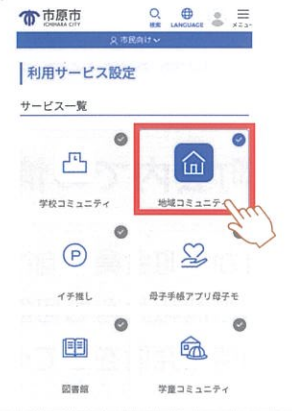 市原市
ICHIHARA CITY
検索 LANGUAGE メニュー
市民向け
利用サービス設定
サービス一覧
学校コミュニティ
地域コミュニティ
P
イチ推し
母子手帳アプリ母子モ
図書館
学童コミュニティ